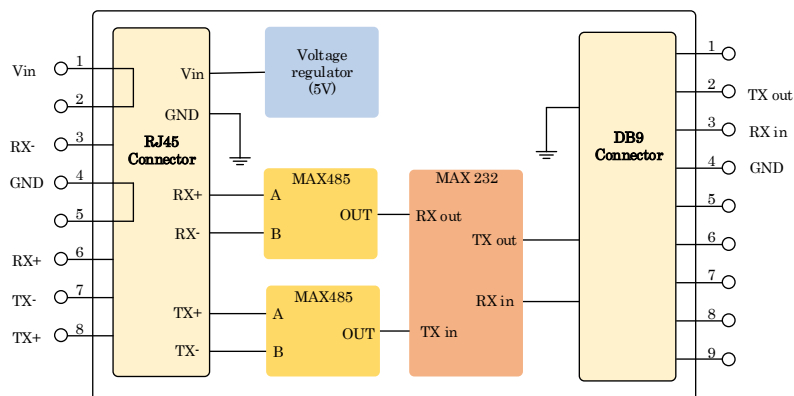 Vin
1
2
RX-
3
GND
4
5
RX+
6
TX-
7
TX+
8
RJ45
Connector
Vin
GND
RX+
RX-
TX+
TX-
Voltage
regulator
(5V)
MAX485
A
OUT
B
MAX485
A
OUT
B
MAX 232
RX out
TX out
RX in
TX in
DB9
Connector
1
2
TX out
3
RX in
4
GND
5
6
7
8
9